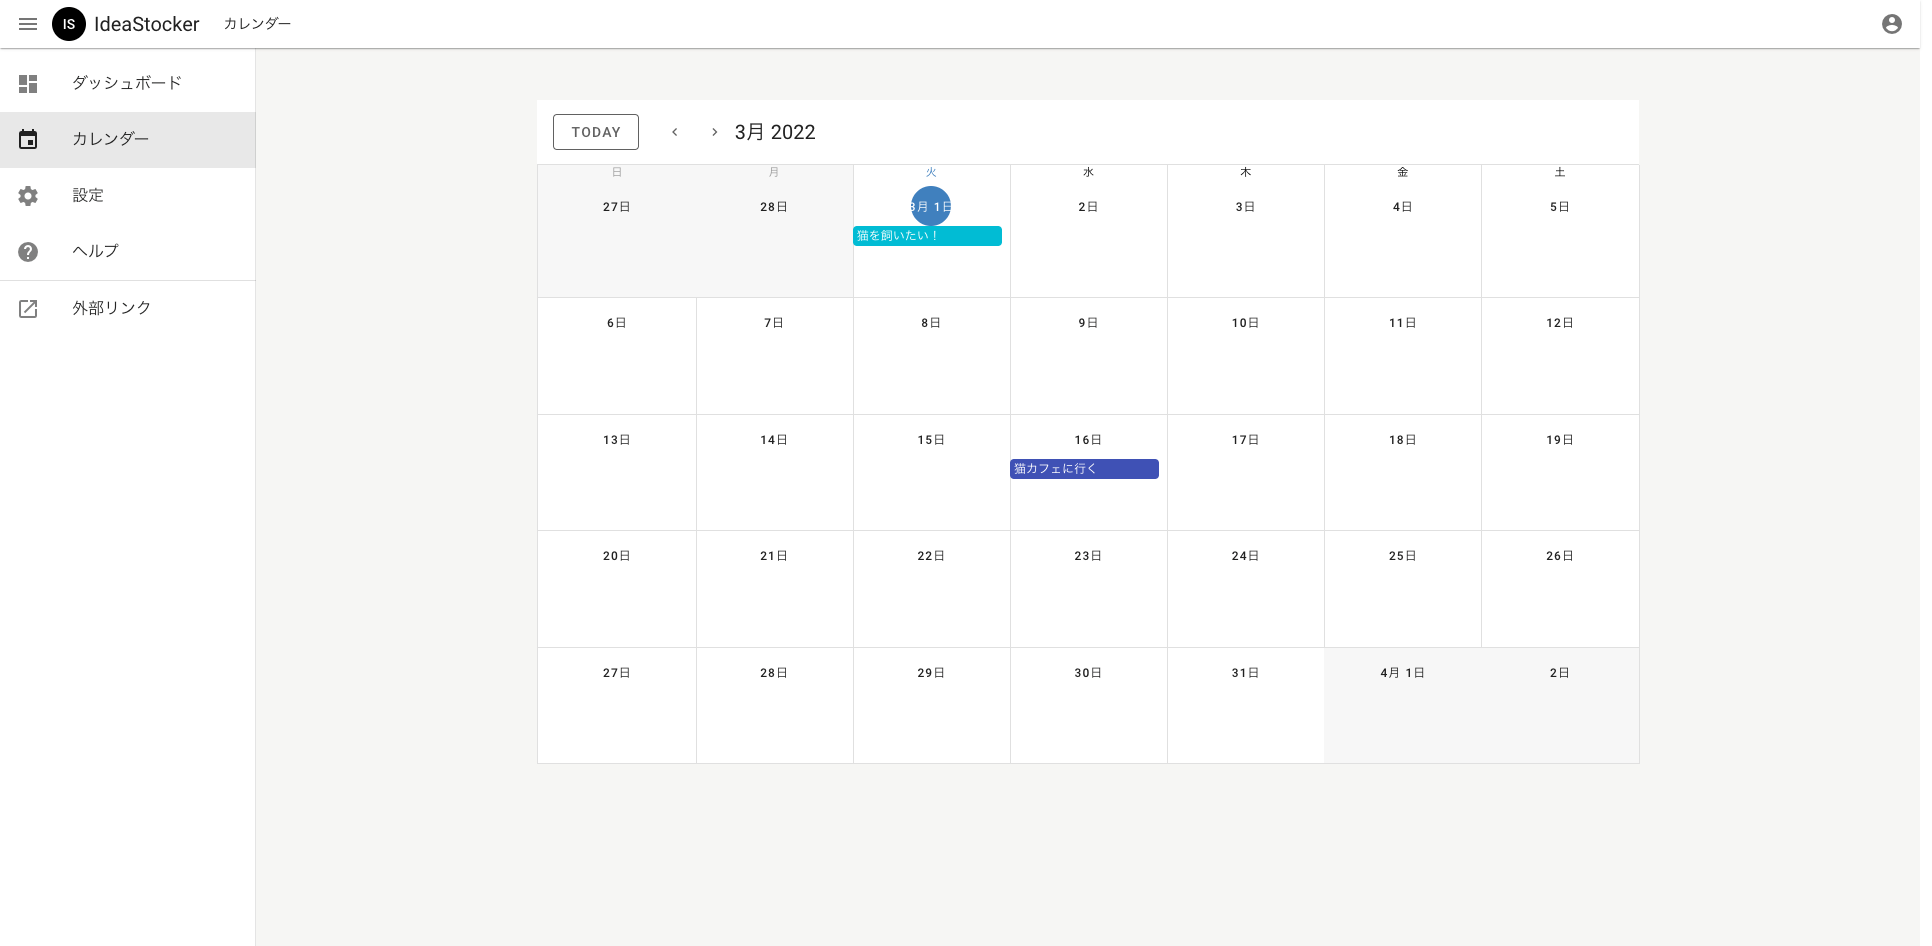 IS IdeaStocker カレンダー
ダッシュボード
カレンダー
設定
ヘルプ
外部リンク
TODAY 3月 2022
日 月 火 水 木 金 土
27日 28日 3月 1日 2日 3日 4日 5日
猫を飼いたい！
6日 7日 8日 9日 10日 11日 12日
13日 14日 15日 16日 17日 18日 19日
猫カフェに行く
20日 21日 22日 23日 24日 25日 26日
27日 28日 29日 30日 31日 4月 1日 2日